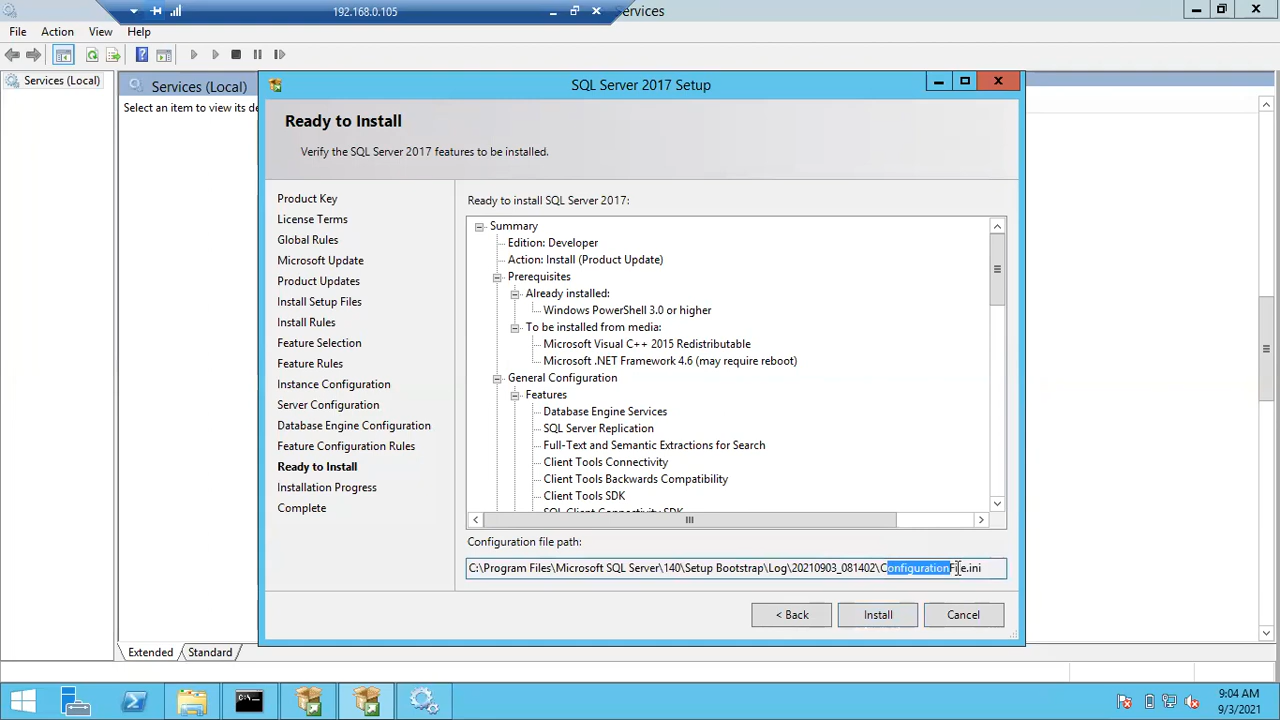 192.168.0.105
Services
File
Action
View
Help
Services (Local)
Services (Local)
Select an item to view its de
SQL Server 2017 Setup
Ready to Install
Verify the SQL Server 2017 features to be installed.
Product Key
License Terms
Global Rules
Microsoft Update
Product Updates
Install Setup Files
Install Rules
Feature Selection
Feature Rules
Instance Configuration
Server Configuration
Database Engine Configuration
Feature Configuration Rules
Ready to Install
Installation Progress
Complete
Ready to install SQL Server 2017:
Summary
Edition: Developer
Action: Install (Product Update)
Prerequisites
Already installed:
Windows PowerShell 3.0 or higher
To be installed from media:
Microsoft Visual C++ 2015 Redistributable
Microsoft .NET Framework 4.6 (may require reboot)
General Configuration
Features
Database Engine Services
SQL Server Replication
Full-Text and Semantic Extractions for Search
Client Tools Connectivity
Client Tools Backwards Compatibility
Client Tools SDK
SQL Client Connectivity SDK
Configuration file path:
C:\Program Files\Microsoft SQL Server\140\Setup Bootstrap\Log\20210903_081402\ConfigurationFile.ini
< Back
Install
Cancel
Extended
Standard
9:04 AM
9/3/2021